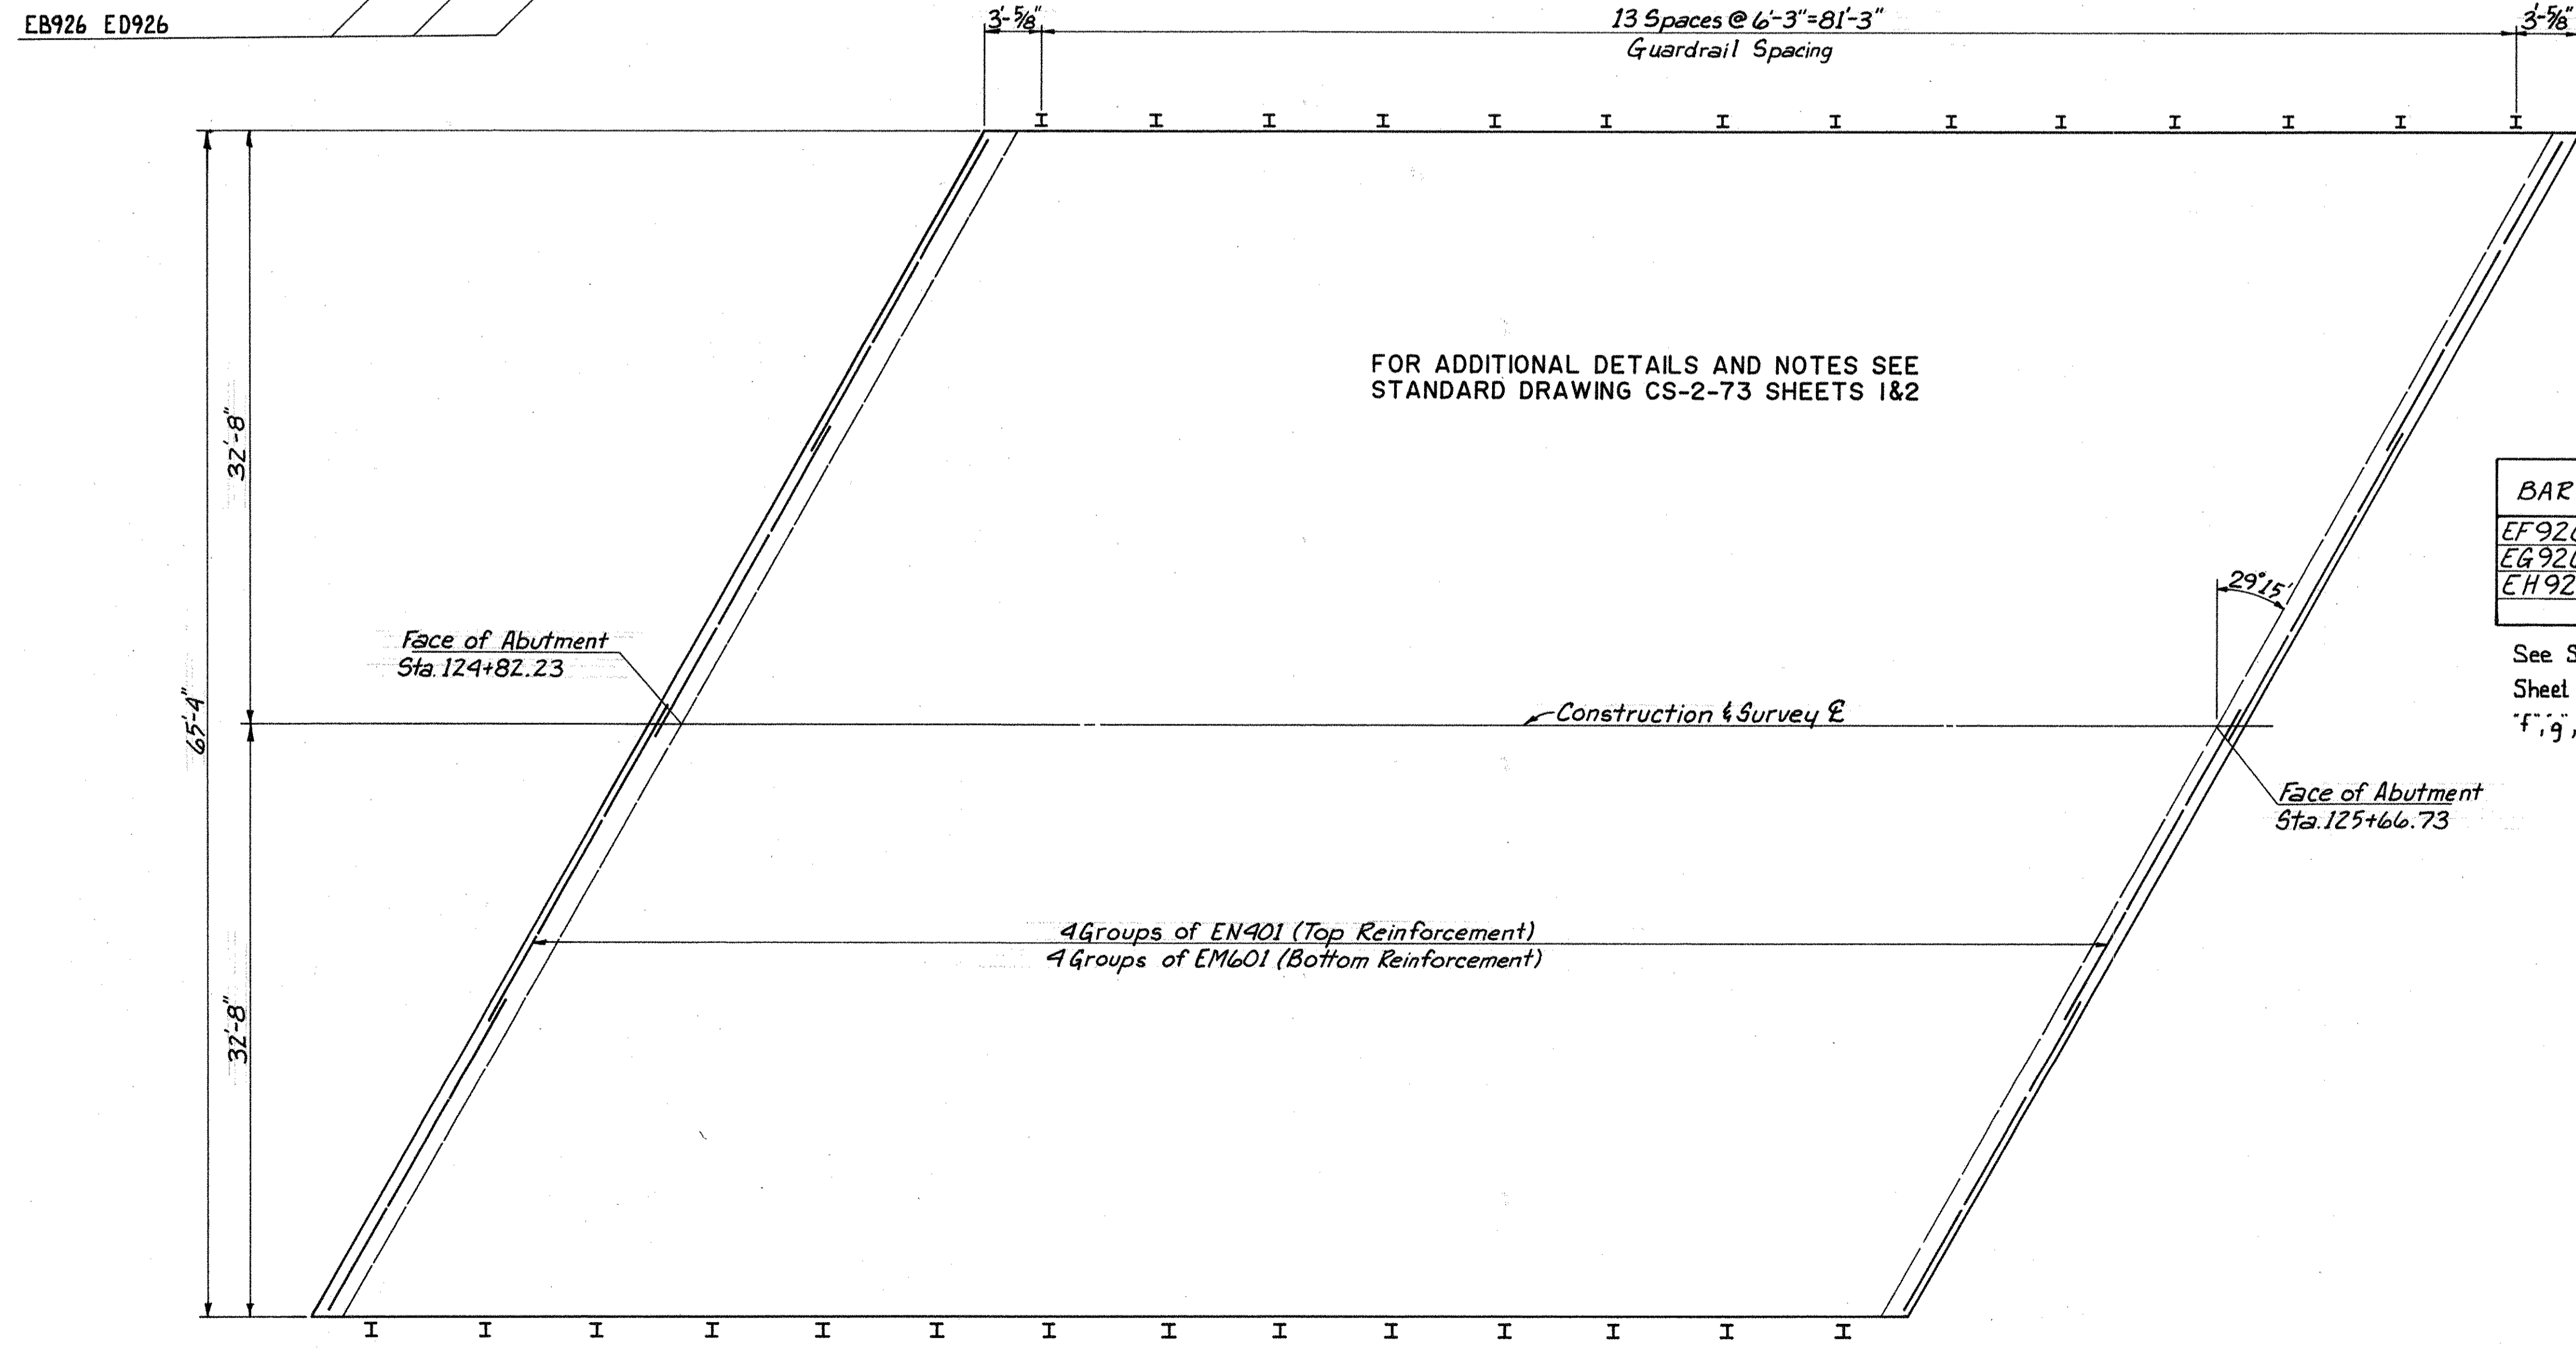 EB926 ED926
3'-5/8"
13 Spaces @ 6'-3"=81'-3"
3'-5/8"
Guardrail Spacing
FOR ADDITIONAL DETAILS AND NOTES SEE
STANDARD DRAWING CS-2-73 SHEETS 1&2
32'-8"
BAR
EF92
EG92
EH92
29°15'
Face of Abutment
Sta. 124+82.23
See S
Sheet
"f", "g",
65'-4"
Construction & Survey ℄
Face of Abutment
Sta. 125+66.73
4 Groups of EN401 (Top Reinforcement)
4 Groups of EM601 (Bottom Reinforcement)
32'-8"